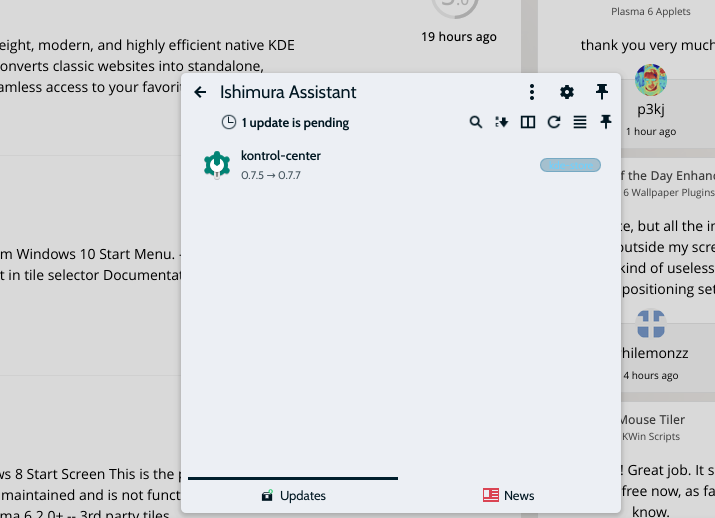 19 hours ago
eight, modern, and highly efficient native KDE
onverts classic websites into standalone,
amless access to your favori
m Windows 10 Start Menu. -
t in tile selector Documentat
ws 8 Start Screen This is the p
maintained and is not funct
ma 6.2.0+ -- 3rd party tiles.
Ishimura Assistant
1 update is pending
kontrol-center
0.7.5 → 0.7.7
Updates
News
Plasma 6 Applets
thank you very much
p3kj
1 hour ago
f the Day Enhanc
6 Wallpaper Plugins
ce, but all the in
outside my scre
kind of useless
positioning set
hilemonzz
4 hours ago
Mouse Tiler
KWin Scripts
! Great job. It s
free now, as fa
know.